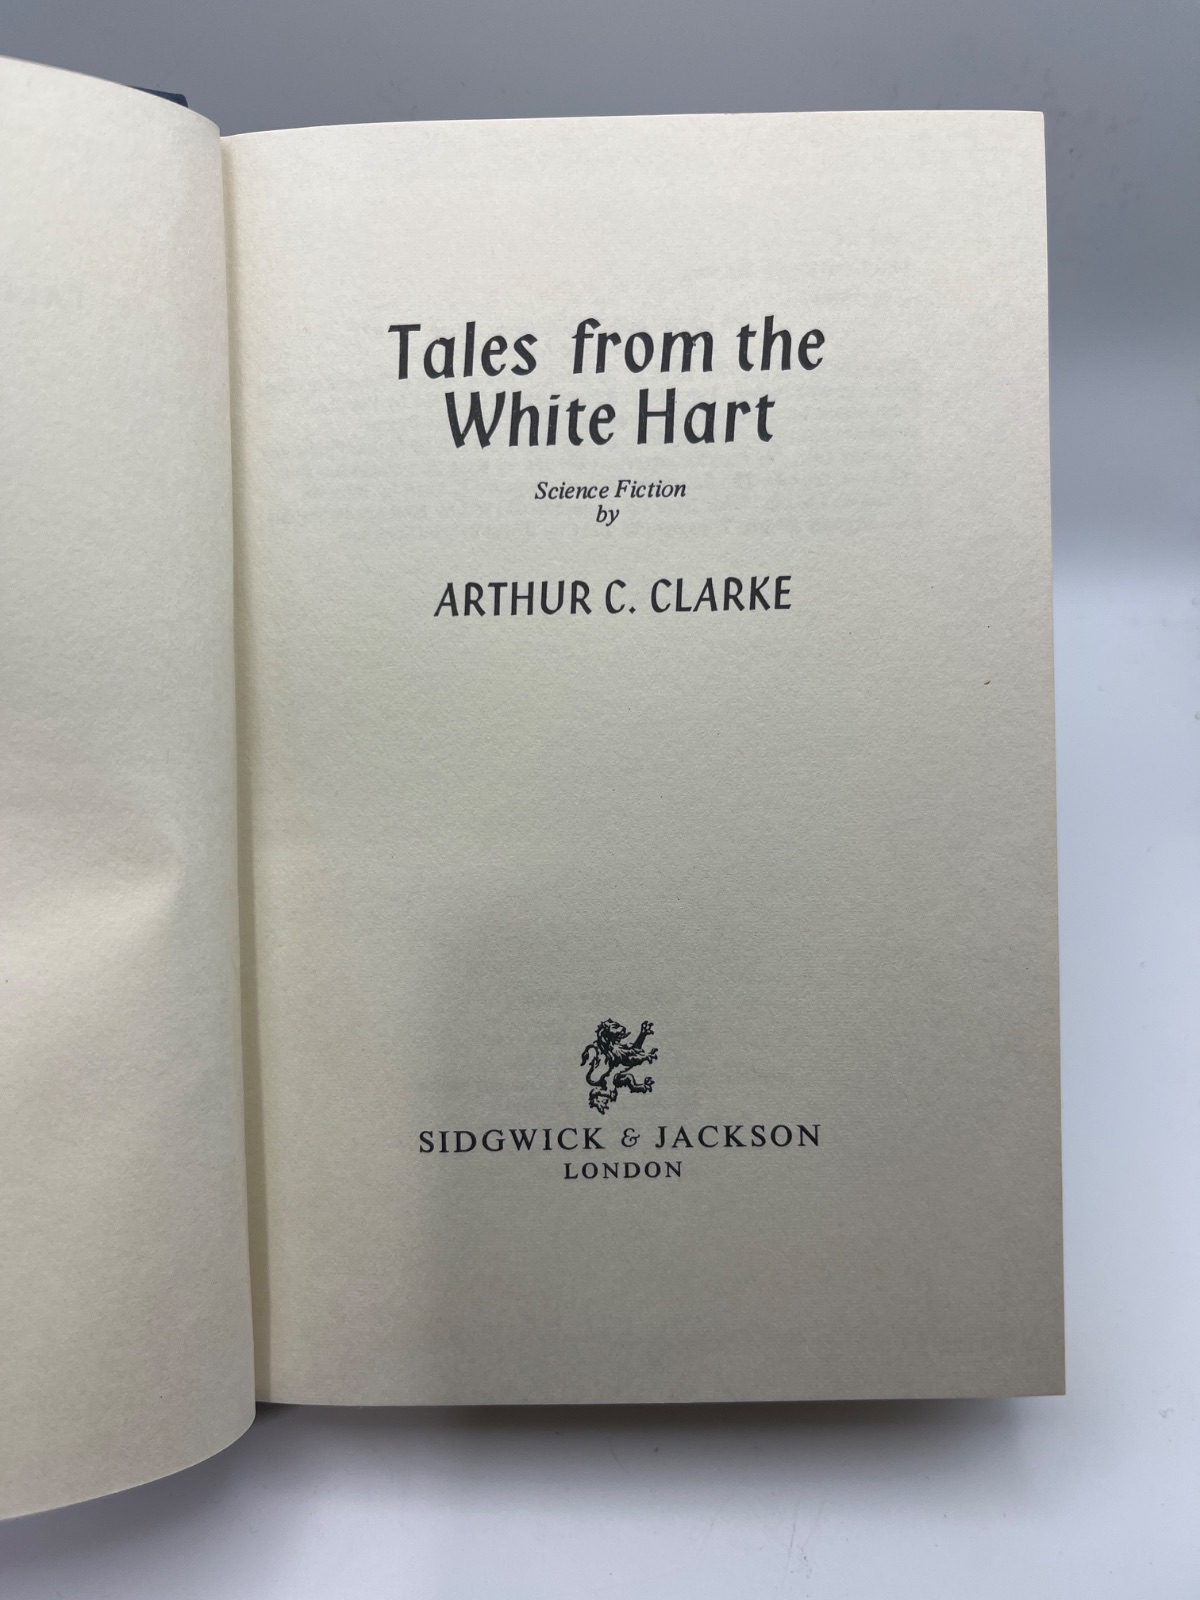 Tales from the
White Hart
Science Fiction
by
ARTHUR C. CLARKE
SIDGWICK & JACKSON
LONDON